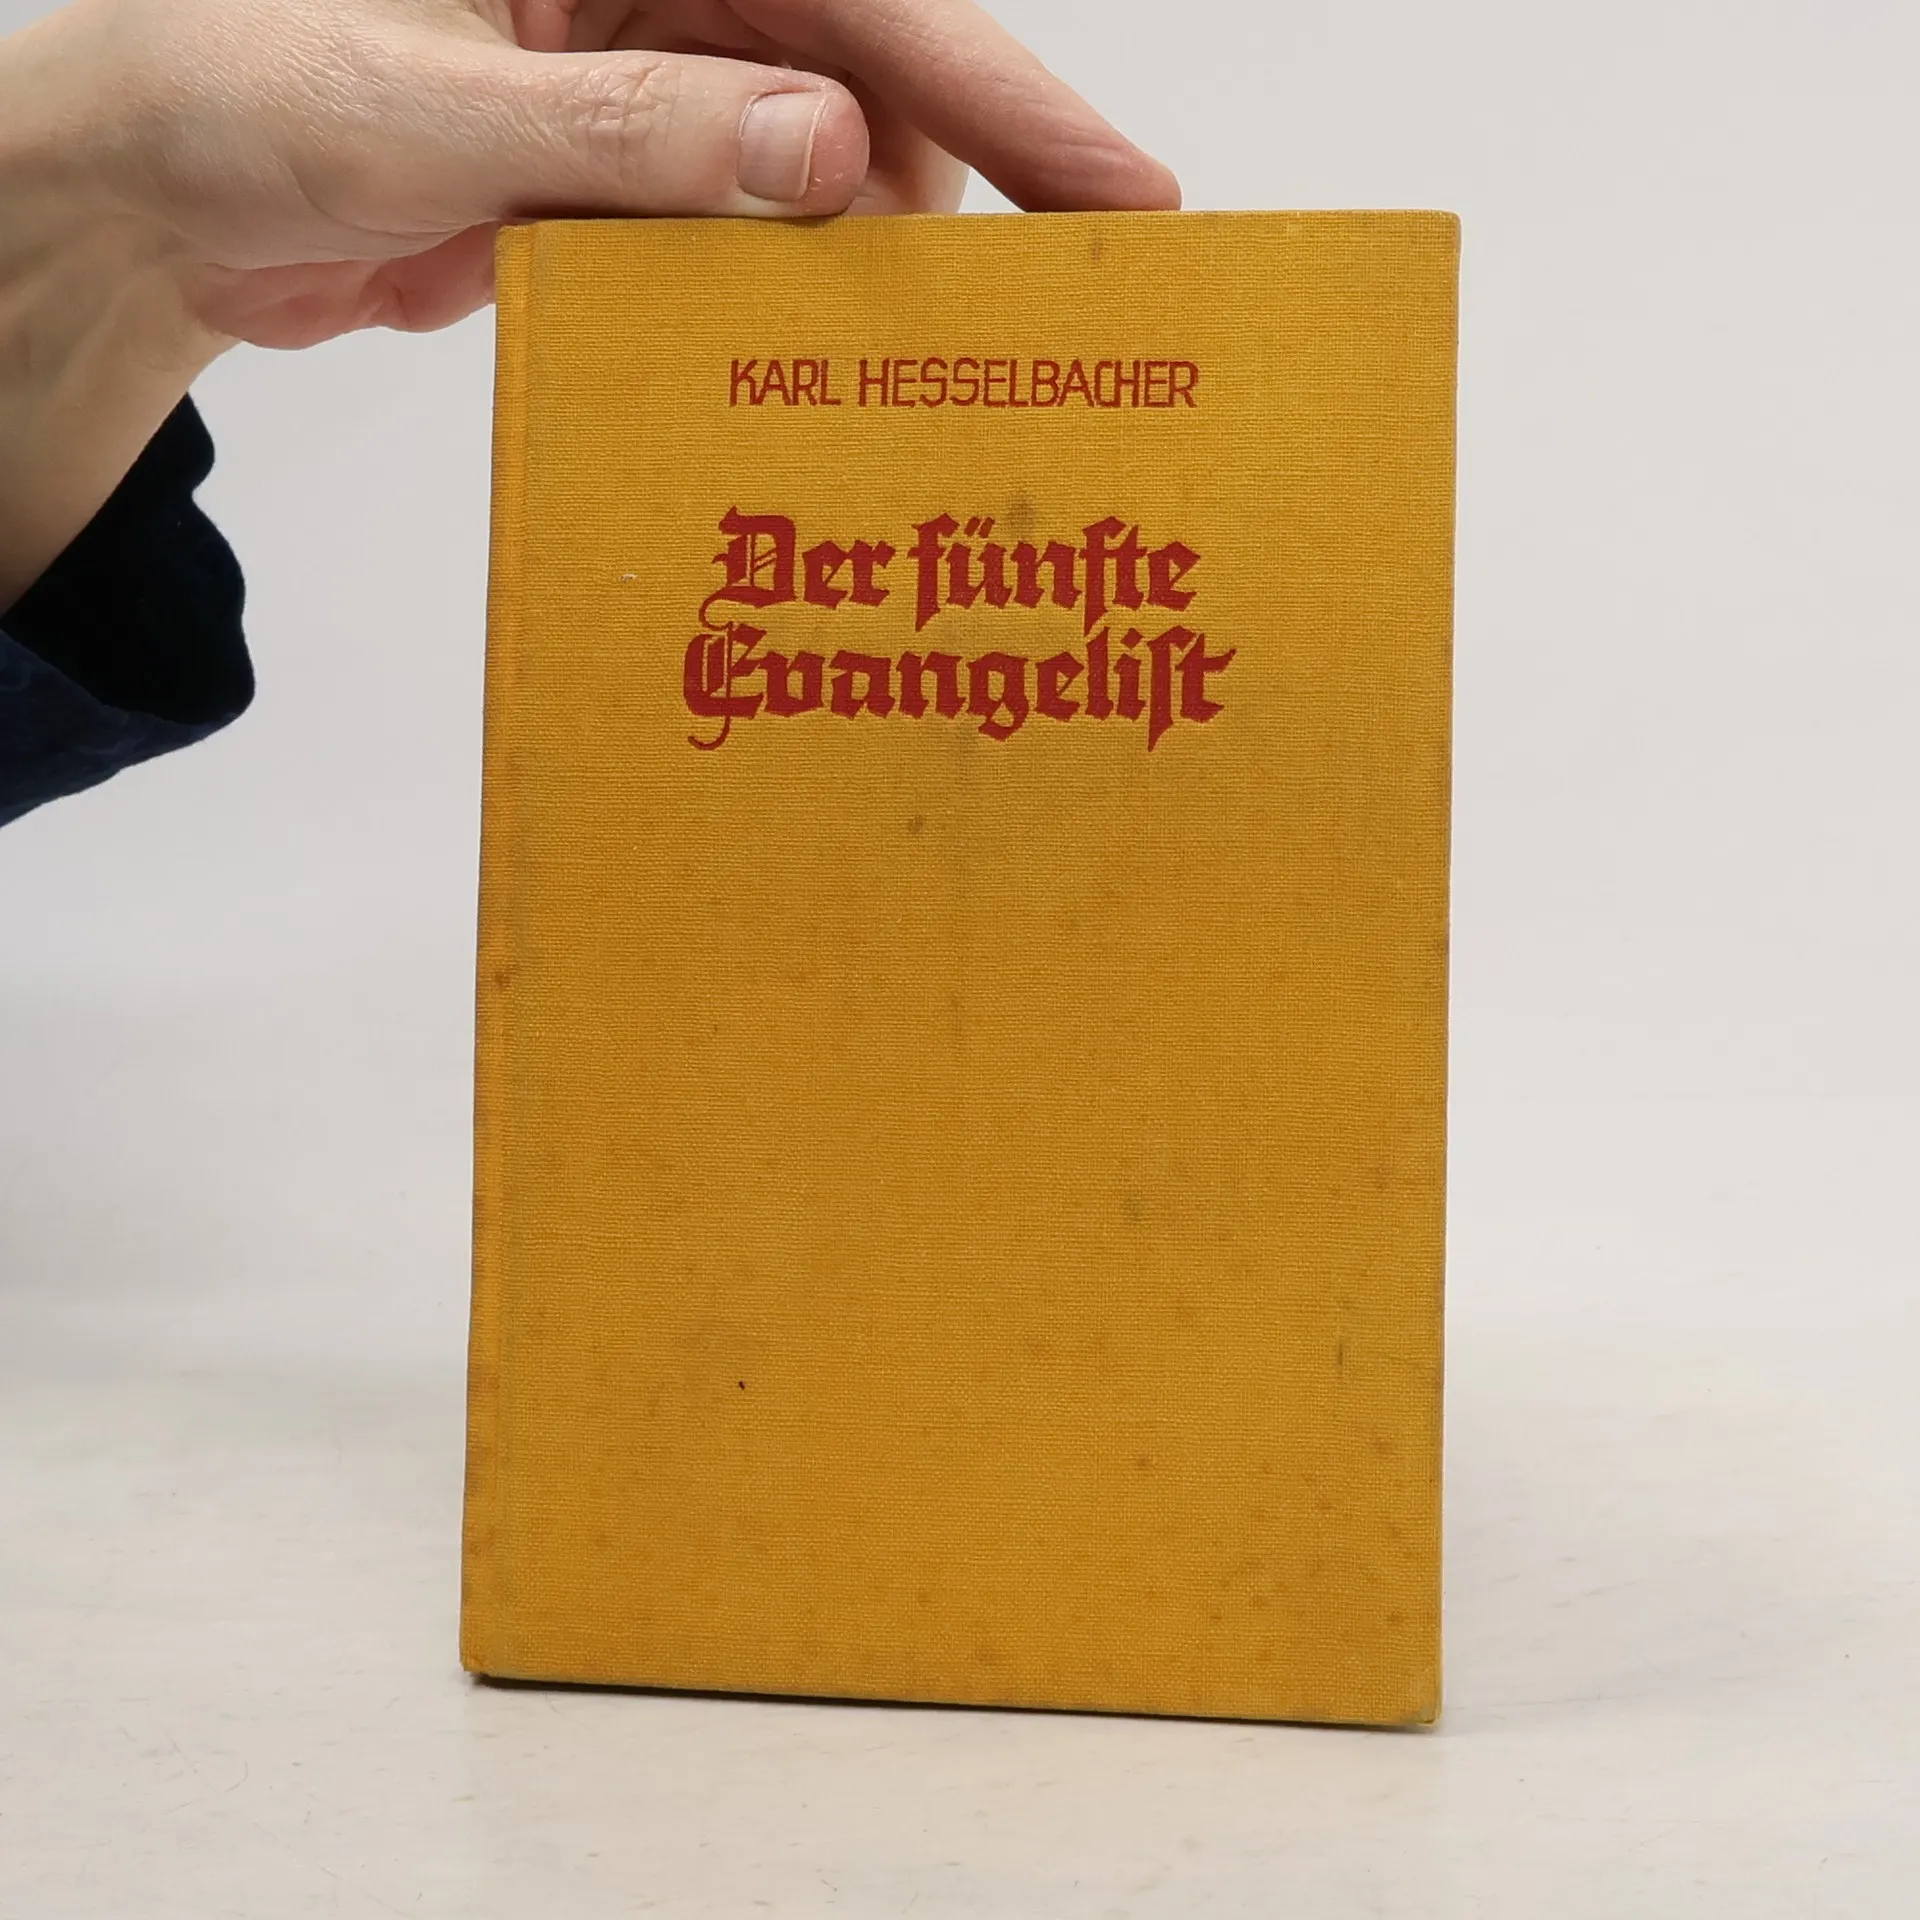 KARL HESSELBACHER
Der fünfte
Evangeliſt